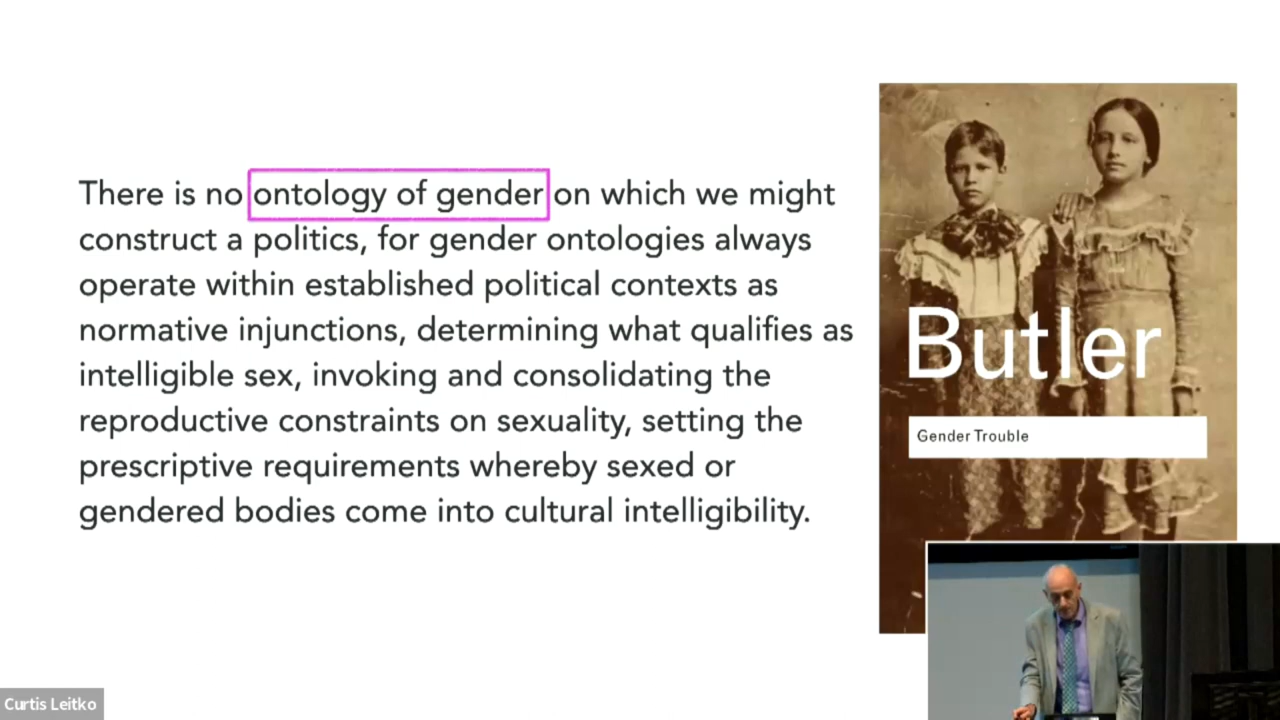 There is no ontology of gender on which we might
construct a politics, for gender ontologies always
operate within established political contexts as
normative injunctions, determining what qualifies as
intelligible sex, invoking and consolidating the
reproductive constraints on sexuality, setting the
prescriptive requirements whereby sexed or
gendered bodies come into cultural intelligibility.
Butler
Gender Trouble
Curtis Leitko